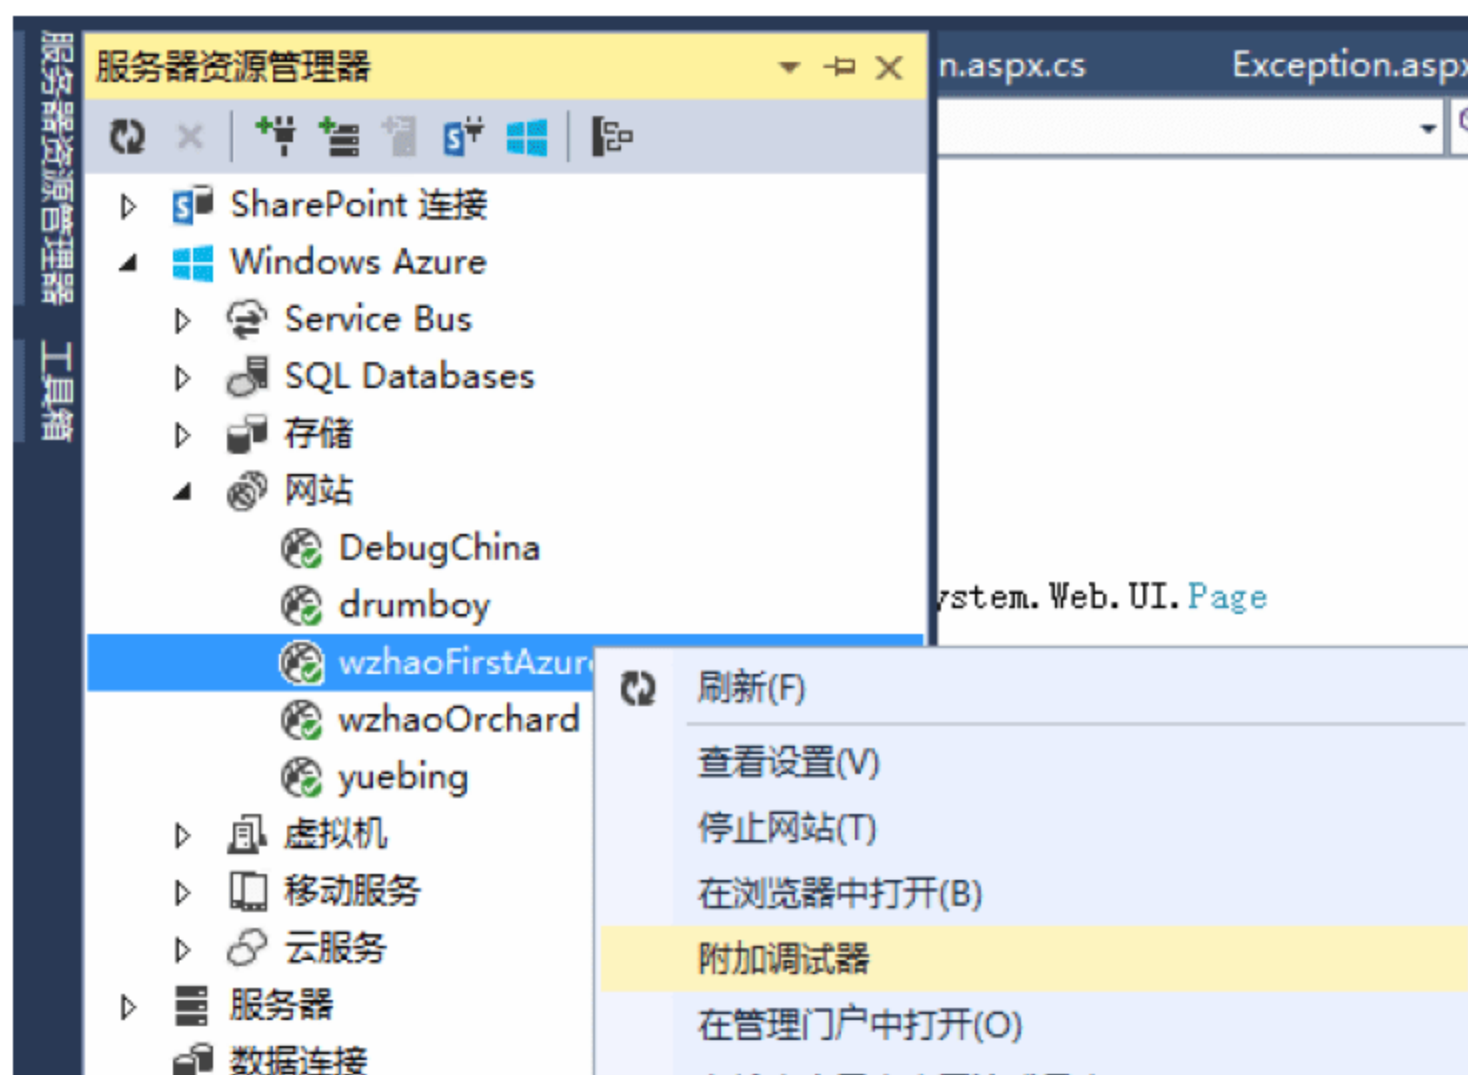 服务器资源管理器
工具箱
服务器资源管理器
n.aspx.cs
Exception.aspx
SharePoint 连接
Windows Azure
Service Bus
SQL Databases
存储
网站
DebugChina
drumboy
ystem.Web.UI.Page
wzhaoFirstAzure
刷新(F)
wzhaoOrchard
查看设置(V)
yuebing
停止网站(T)
虚拟机
移动服务
在浏览器中打开(B)
云服务
附加调试器
服务器
在管理门户中打开(O)
数据连接